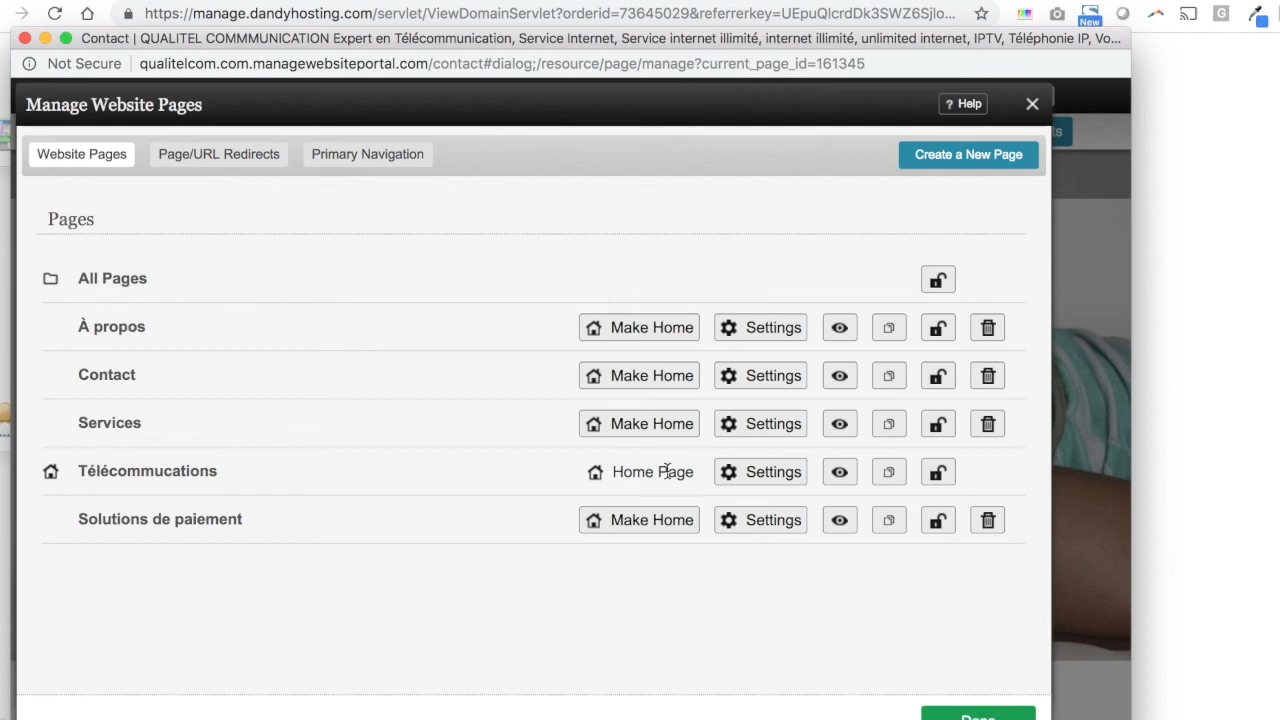 https://manage.dandyhosting.com/servlet/ViewDomainServlet?orderid=73645029&referrerkey=UEpuQlcrdDk3SWZ6Sjlo...
New
G
Contact | QUALITEL COMMMUNICATION Expert en Télécommunication, Service internet, Service internet illimité, internet illimité, unlimited internet, IPTV, Téléphonie IP, Vo...
Not Secure qualitelcom.com.managewebsiteportal.com/contact#dialog;/resource/page/manage?current_page_id=161345
Manage Website Pages
? Help
Website Pages
Page/URL Redirects
Primary Navigation
Create a New Page
Pages
All Pages
À propos Make Home Settings
Contact Make Home Settings
Services Make Home Settings
Télécommucations Home Page Settings
Solutions de paiement Make Home Settings
Done